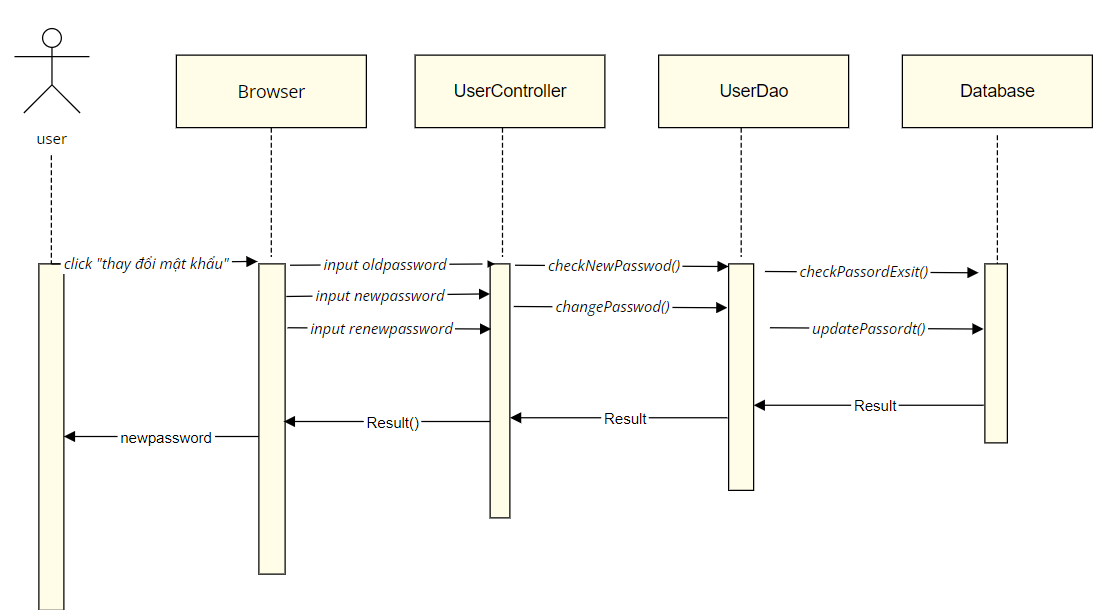 user
Browser
UserController
UserDao
Database
click "thay đổi mật khẩu"
input oldpassword
checkNewPasswod()
checkPassordExsit()
input newpassword
changePasswod()
input renewpassword
updatePassordt()
Result
Result
Result()
newpassword